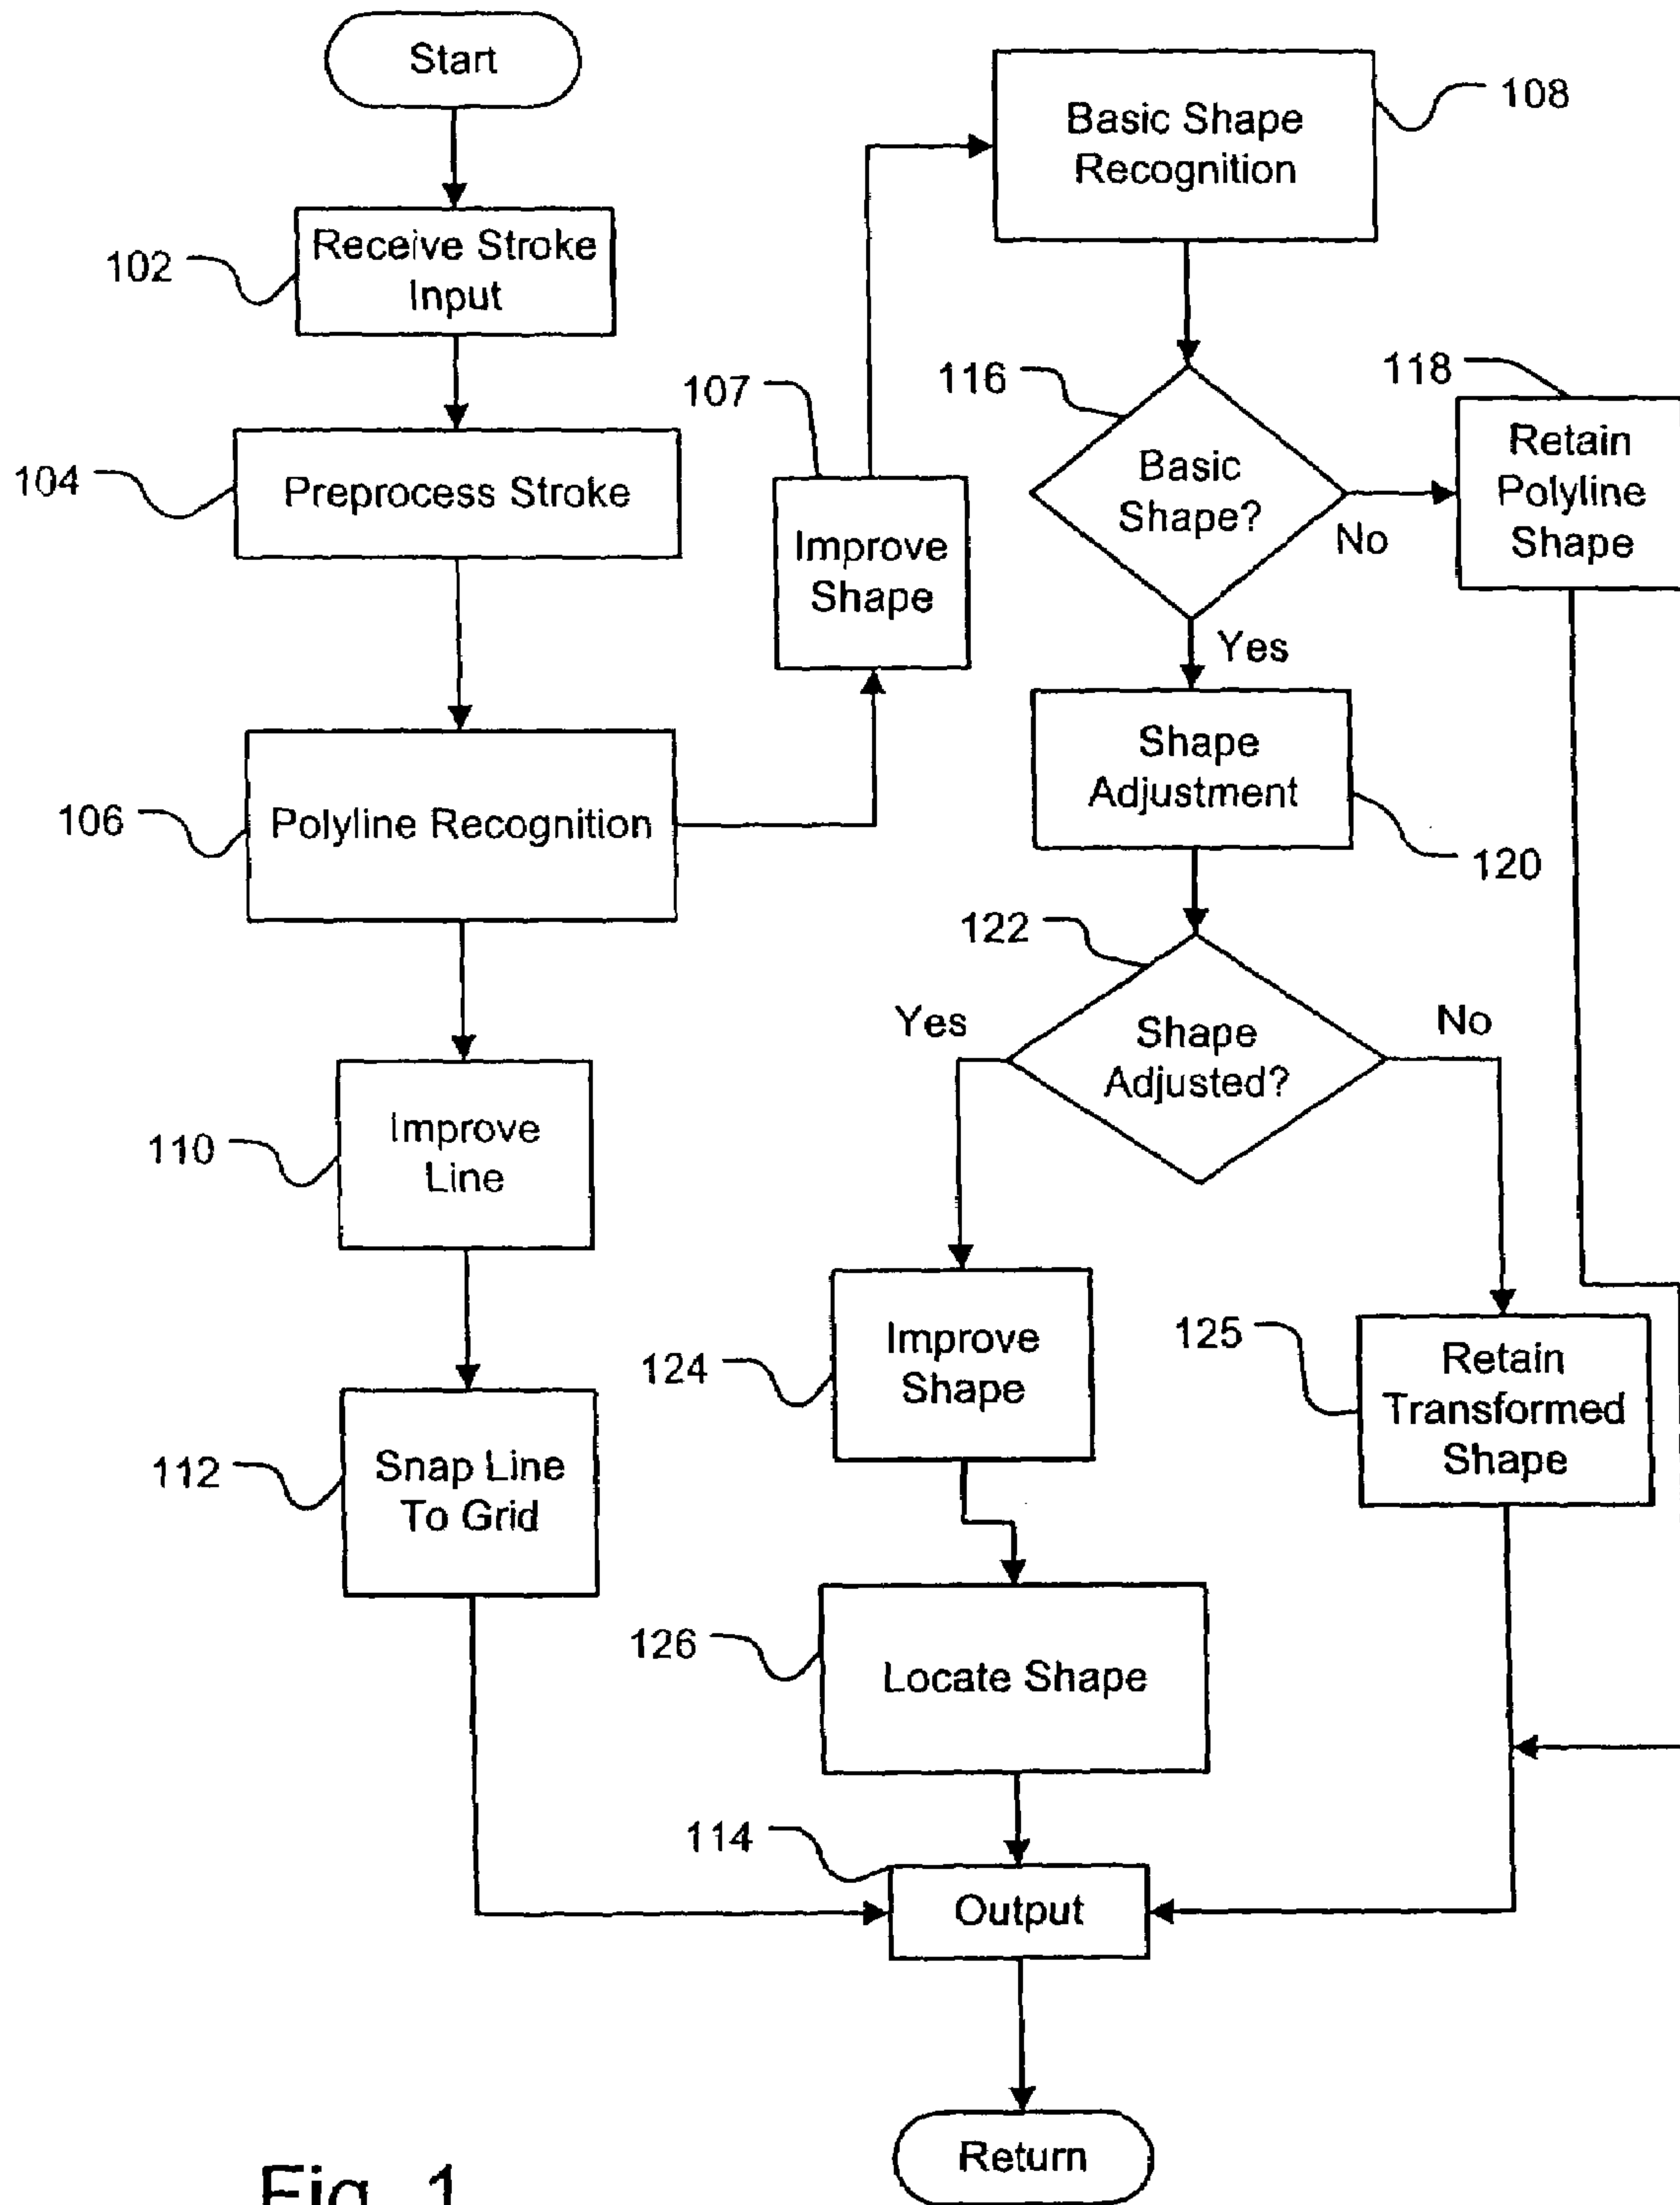 Start
102
Receive Stroke
Input
104
Preprocess Stroke
106
Polyline Recognition
107
Improve
Shape
108
Basic Shape
Recognition
116
Basic
Shape?
No
118
Retain
Polyline
Shape
Yes
Shape
Adjustment
120
122
Yes
Shape
Adjusted?
No
110
Improve
Line
112
Snap Line
To Grid
124
Improve
Shape
125
Retain
Transformed
Shape
126
Locate Shape
114
Output
Return
Fig. 1